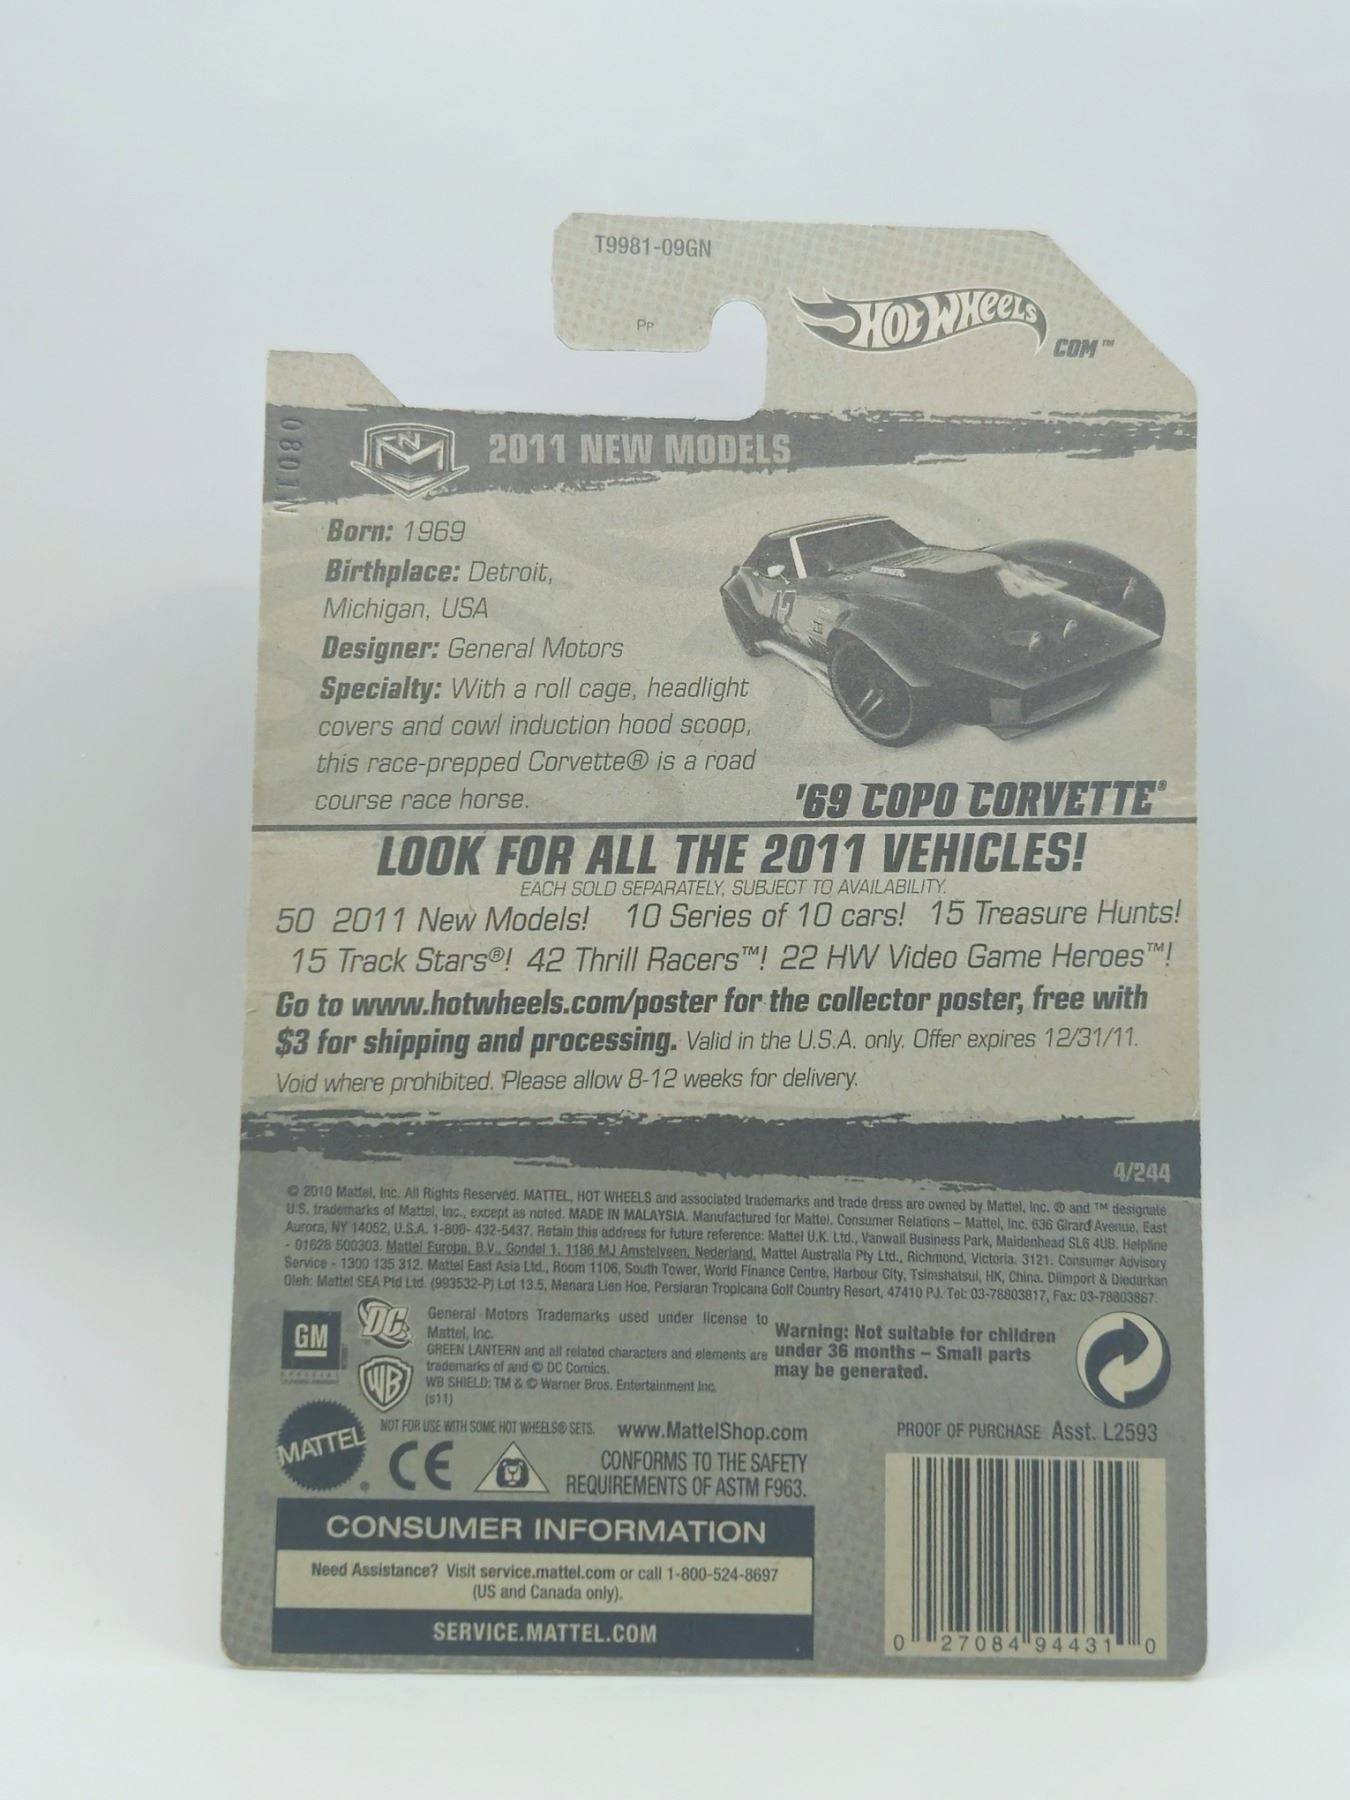 T9981-09GN
PP
HOT WHEELS
COM™
0801N
2011 NEW MODELS
Born: 1969
Birthplace: Detroit,
Michigan, USA
Designer: General Motors
Specialty: With a roll cage, headlight
covers and cowl induction hood scoop,
this race-prepped Corvette® is a road
course race horse.
'69 COPO CORVETTE®
LOOK FOR ALL THE 2011 VEHICLES!
EACH SOLD SEPARATELY, SUBJECT TO AVAILABILITY.
50 2011 New Models! 10 Series of 10 cars! 15 Treasure Hunts!
15 Track Stars®! 42 Thrill Racers™! 22 HW Video Game Heroes™!
Go to www.hotwheels.com/poster for the collector poster, free with
$3 for shipping and processing. Valid in the U.S.A. only. Offer expires 12/31/11.
Void where prohibited. Please allow 8-12 weeks for delivery.
4/244
© 2010 Mattel, Inc. All Rights Reserved. MATTEL, HOT WHEELS and associated trademarks and trade dress are owned by Mattel, Inc. ® and ™ designate
U.S. trademarks of Mattel, Inc., except as noted. MADE IN MALAYSIA. Manufactured for Mattel. Consumer Relations – Mattel, Inc. 636 Girard Avenue, East
Aurora, NY 14052, U.S.A. 1-800- 432-5437. Retain this address for future reference: Mattel U.K. Ltd., Vanwall Business Park, Maidenhead SL6 4UB. Helpline
- 01628 500303. Mattel Europa, B.V., Gondel 1, 1186 MJ Amstelveen, Nederland. Mattel Australia Pty Ltd., Richmond, Victoria. 3121. Consumer Advisory
Service - 1300 135 312. Mattel East Asia Ltd., Room 1106, South Tower, World Finance Centre, Harbour City, Tsimshatsui, HK, China. Diimport & Diedarkan
Oleh: Mattel SEA Ptd Ltd. (993532-P) Lot 13.5, Menara Lien Hoe, Persiaran Tropicana Golf Country Resort, 47410 PJ. Tel: 03-78803817, Fax: 03-78803867.
GM
DC
WB
General Motors Trademarks used under license to
Mattel, Inc.
GREEN LANTERN and all related characters and elements are
trademarks of and © DC Comics.
WB SHIELD: TM & © Warner Bros. Entertainment Inc.
(s11)
Warning: Not suitable for children
under 36 months – Small parts
may be generated.
MATTEL®
NOT FOR USE WITH SOME HOT WHEELS® SETS.
www.MattelShop.com
CE
CONFORMS TO THE SAFETY
REQUIREMENTS OF ASTM F963.
PROOF OF PURCHASE Asst. L2593
CONSUMER INFORMATION
Need Assistance? Visit service.mattel.com or call 1-800-524-8697
(US and Canada only).
SERVICE.MATTEL.COM
0 27084 94431 0